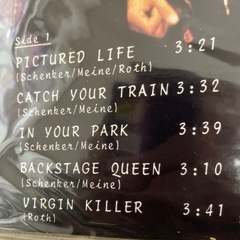 Side 1
PICTURED LIFE 3:21
(Schenker/Meine/Roth)
CATCH YOUR TRAIN 3:32
(Schenker/Meine)
IN YOUR PARK 3:39
(Schenker/Meine)
BACKSTAGE QUEEN 3:10
(Schenker/Meine)
VIRGIN KILLER 3:41
(Roth)